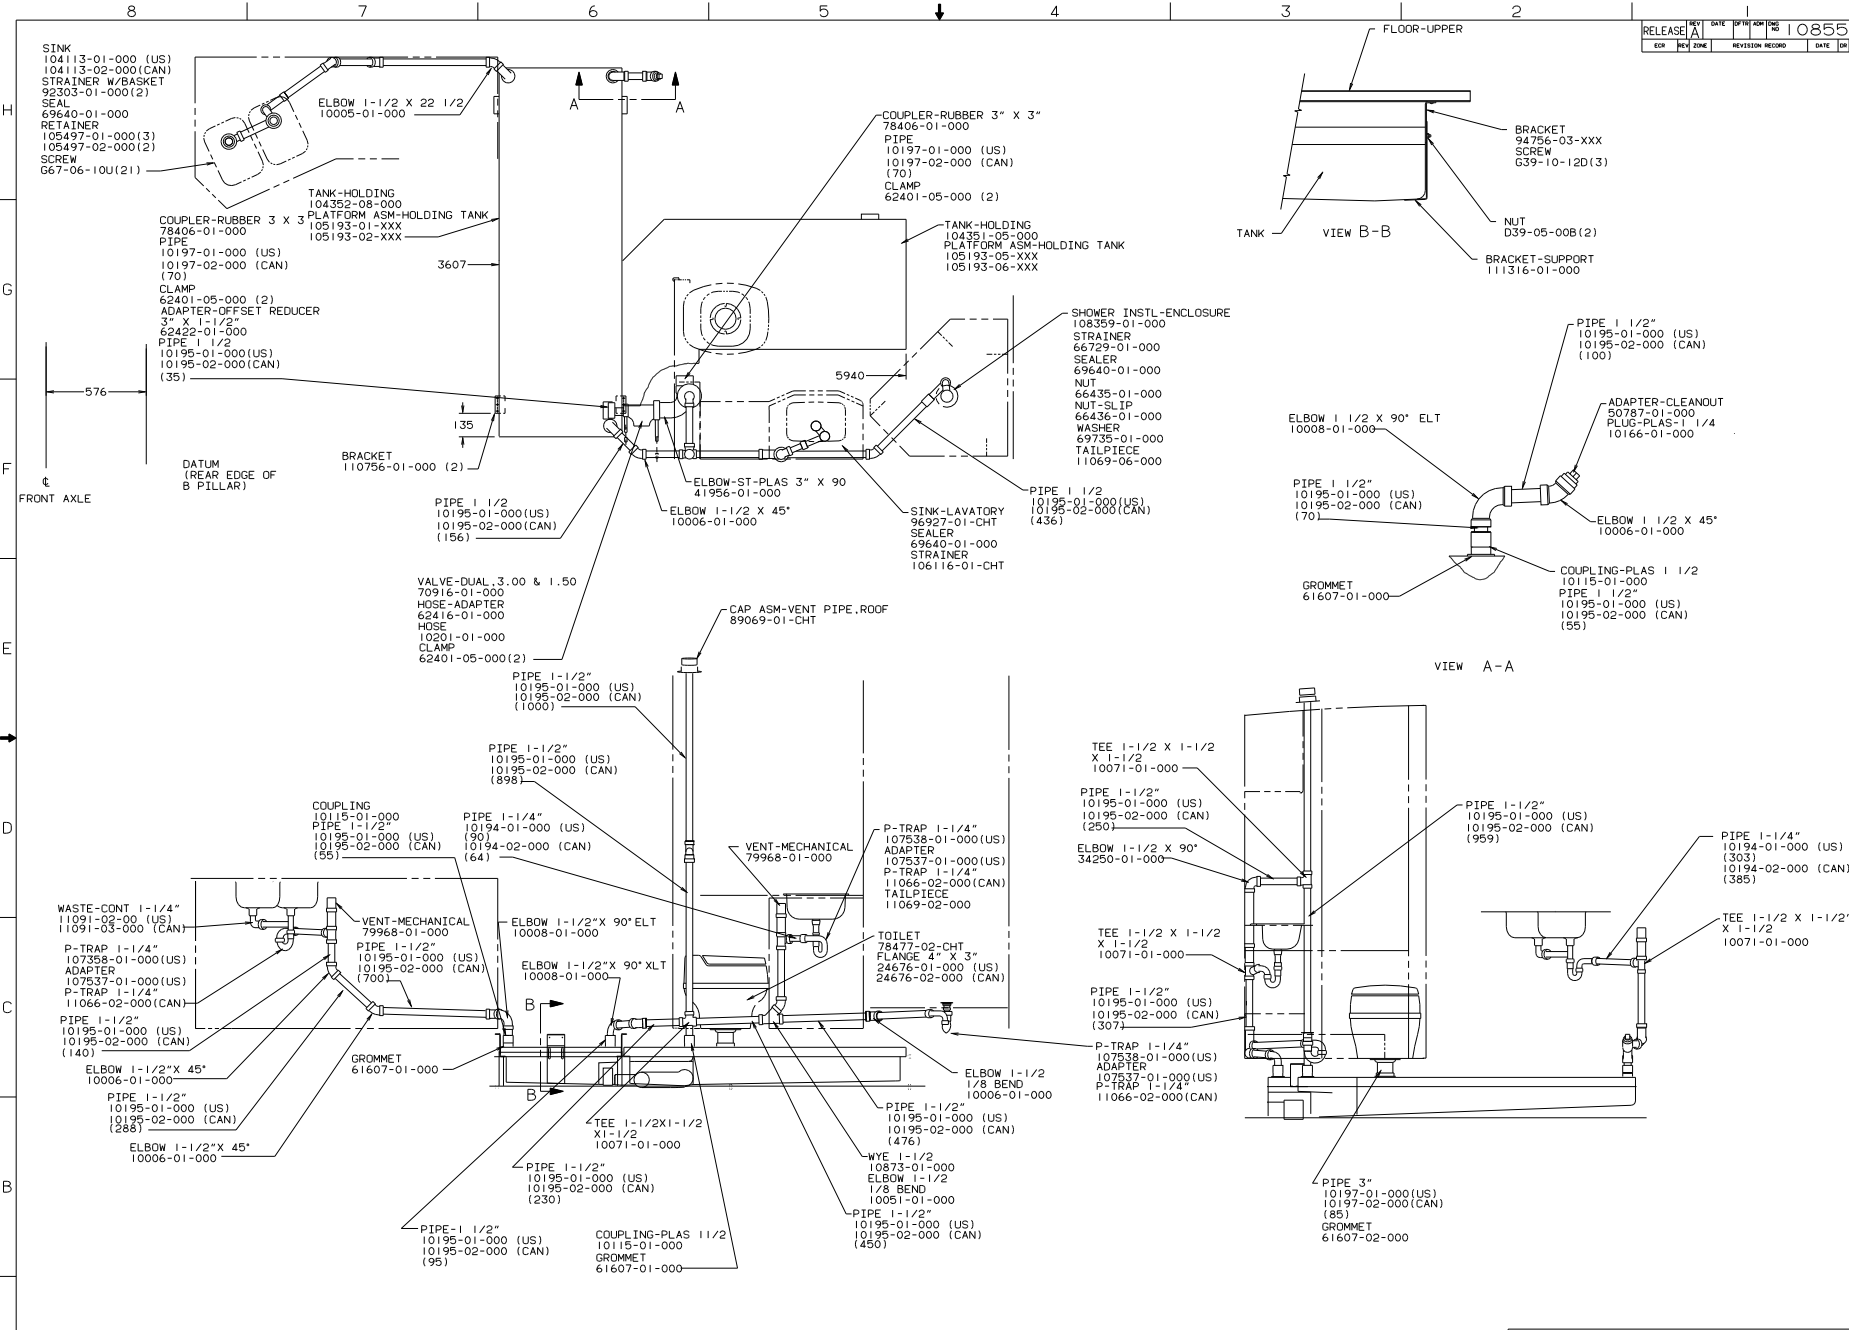 8 7 6 5 4 3 2 1
RELEASE REV A DATE DFTR ADM DWG NO 10855
ECR REV ZONE REVISION RECORD DATE DR
H
G
F
E
D
C
B
SINK
104113-01-000 (US)
104113-02-000(CAN)
STRAINER W/BASKET
92303-01-000(2)
SEAL
69640-01-000
RETAINER
105497-01-000(3)
105497-02-000(2)
SCREW
G67-06-10U(21)
ELBOW 1-1/2 X 22 1/2
10005-01-000
A A
TANK-HOLDING
104352-08-000
PLATFORM ASM-HOLDING TANK
105193-01-XXX
105193-02-XXX
COUPLER-RUBBER 3 X 3
78406-01-000
PIPE
10197-01-000 (US)
10197-02-000 (CAN)
(70)
CLAMP
62401-05-000 (2)
ADAPTER-OFFSET REDUCER
3" X 1-1/2"
62422-01-000
PIPE 1 1/2
10195-01-000(US)
10195-02-000(CAN)
(35)
3607
576
135
5940
DATUM
(REAR EDGE OF
B PILLAR)
℄
FRONT AXLE
BRACKET
110756-01-000 (2)
PIPE 1 1/2
10195-01-000(US)
10195-02-000(CAN)
(156)
VALVE-DUAL,3.00 & 1.50
70916-01-000
HOSE-ADAPTER
62416-01-000
HOSE
10201-01-000
CLAMP
62401-05-000(2)
COUPLER-RUBBER 3" X 3"
78406-01-000
PIPE
10197-01-000 (US)
10197-02-000 (CAN)
(70)
CLAMP
62401-05-000 (2)
TANK-HOLDING
104351-05-000
PLATFORM ASM-HOLDING TANK
105193-05-XXX
105193-06-XXX
SHOWER INSTL-ENCLOSURE
108359-01-000
STRAINER
66729-01-000
SEALER
69640-01-000
NUT
66435-01-000
NUT-SLIP
66436-01-000
WASHER
69735-01-000
TAILPIECE
11069-06-000
ELBOW-ST-PLAS 3" X 90
41956-01-000
ELBOW 1-1/2 X 45°
10006-01-000
SINK-LAVATORY
96927-01-CHT
SEALER
69640-01-000
STRAINER
106116-01-CHT
PIPE 1 1/2
10195-01-000(US)
10195-02-000(CAN)
(436)
FLOOR-UPPER
BRACKET
94756-03-XXX
SCREW
G39-10-12D(3)
NUT
D39-05-00B(2)
TANK
VIEW B-B
BRACKET-SUPPORT
111316-01-000
PIPE 1 1/2"
10195-01-000 (US)
10195-02-000 (CAN)
(100)
ADAPTER-CLEANOUT
50787-01-000
PLUG-PLAS-1 1/4
10166-01-000
ELBOW 1 1/2 X 90° ELT
10008-01-000
PIPE 1 1/2"
10195-01-000 (US)
10195-02-000 (CAN)
(70)
ELBOW 1 1/2 X 45°
10006-01-000
GROMMET
61607-01-000
COUPLING-PLAS 1 1/2
10115-01-000
PIPE 1 1/2"
10195-01-000 (US)
10195-02-000 (CAN)
(55)
VIEW A-A
CAP ASM-VENT PIPE,ROOF
89069-01-CHT
PIPE 1-1/2"
10195-01-000 (US)
10195-02-000 (CAN)
(1000)
PIPE 1-1/2"
10195-01-000 (US)
10195-02-000 (CAN)
(898)
COUPLING
10115-01-000
PIPE 1-1/2"
10195-01-000 (US)
10195-02-000 (CAN)
(55)
PIPE 1-1/4"
10194-01-000 (US)
(90)
10194-02-000 (CAN)
(64)
VENT-MECHANICAL
79968-01-000
P-TRAP 1-1/4"
107538-01-000(US)
ADAPTER
107537-01-000(US)
P-TRAP 1-1/4"
11066-02-000(CAN)
TAILPIECE
11069-02-000
TOILET
78477-02-CHT
FLANGE 4" X 3"
24676-01-000 (US)
24676-02-000 (CAN)
WASTE-CONT 1-1/4"
11091-02-00 (US)
11091-03-000 (CAN)
P-TRAP 1-1/4"
107358-01-000(US)
ADAPTER
107537-01-000(US)
P-TRAP 1-1/4"
11066-02-000(CAN)
PIPE 1-1/2"
10195-01-000 (US)
10195-02-000 (CAN)
(140)
ELBOW 1-1/2"X 45°
10006-01-000
PIPE 1-1/2"
10195-01-000 (US)
10195-02-000 (CAN)
(288)
ELBOW 1-1/2"X 45°
10006-01-000
VENT-MECHANICAL
79968-01-000
PIPE 1-1/2"
10195-01-000 (US)
10195-02-000 (CAN)
(700)
ELBOW 1-1/2"X 90° ELT
10008-01-000
ELBOW 1-1/2"X 90° XLT
10008-01-000
B
B
GROMMET
61607-01-000
TEE 1-1/2X1-1/2
X1-1/2
10071-01-000
PIPE 1-1/2"
10195-01-000 (US)
10195-02-000 (CAN)
(230)
PIPE-1 1/2"
10195-01-000 (US)
10195-02-000 (CAN)
(95)
COUPLING-PLAS 11/2
10115-01-000
GROMMET
61607-01-000
ELBOW 1-1/2
1/8 BEND
10006-01-000
PIPE 1-1/2"
10195-01-000 (US)
10195-02-000 (CAN)
(476)
WYE 1-1/2
10873-01-000
ELBOW 1-1/2
1/8 BEND
10051-01-000
PIPE 1-1/2"
10195-01-000 (US)
10195-02-000 (CAN)
(450)
TEE 1-1/2 X 1-1/2
X 1-1/2
10071-01-000
PIPE 1-1/2"
10195-01-000 (US)
10195-02-000 (CAN)
(250)
ELBOW 1-1/2 X 90°
34250-01-000
TEE 1-1/2 X 1-1/2
X 1-1/2
10071-01-000
PIPE 1-1/2"
10195-01-000 (US)
10195-02-000 (CAN)
(307)
P-TRAP 1-1/4"
107538-01-000(US)
ADAPTER
107537-01-000(US)
P-TRAP 1-1/4"
11066-02-000(CAN)
PIPE 1-1/2"
10195-01-000 (US)
10195-02-000 (CAN)
(959)
PIPE 1-1/4"
10194-01-000 (US)
(303)
10194-02-000 (CAN)
(385)
TEE 1-1/2 X 1-1/2"
X 1-1/2
10071-01-000
PIPE 3"
10197-01-000(US)
10197-02-000(CAN)
(85)
GROMMET
61607-02-000